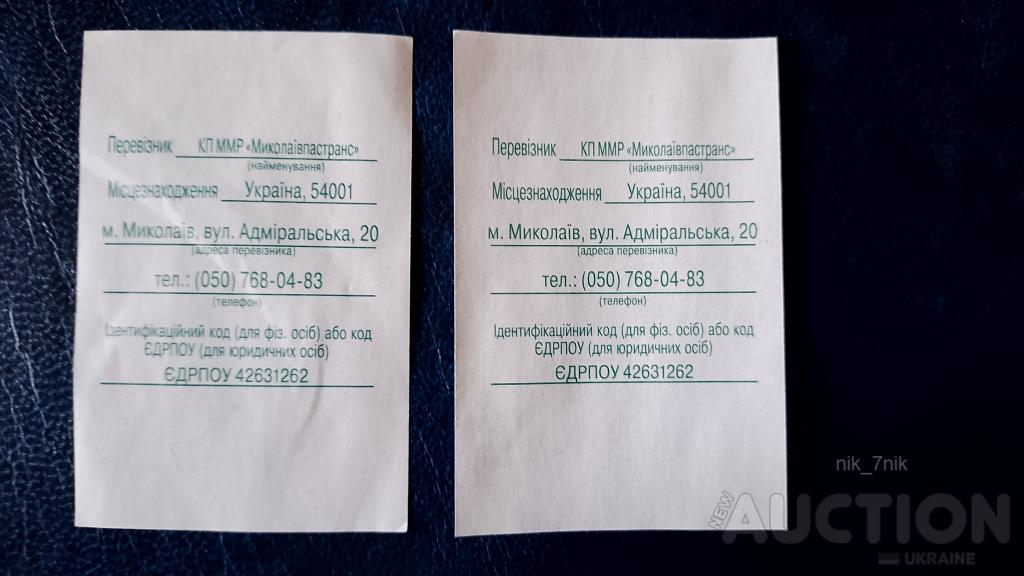 Перевізник КП ММР «Миколаївпастранс»
(найменування)
Місцезнаходження Україна, 54001
м. Миколаїв, вул. Адміральська, 20
(адреса перевізника)
тел.: (050) 768-04-83
(телефон)
Ідентифікаційний код (для фіз. осіб) або код
ЄДРПОУ (для юридичних осіб)
ЄДРПОУ 42631262
Перевізник КП ММР «Миколаївпастранс»
(найменування)
Місцезнаходження Україна, 54001
м. Миколаїв, вул. Адміральська, 20
(адреса перевізника)
тел.: (050) 768-04-83
(телефон)
Ідентифікаційний код (для фіз. осіб) або код
ЄДРПОУ (для юридичних осіб)
ЄДРПОУ 42631262
nik_7nik
NEW AUCTION
UKRAINE